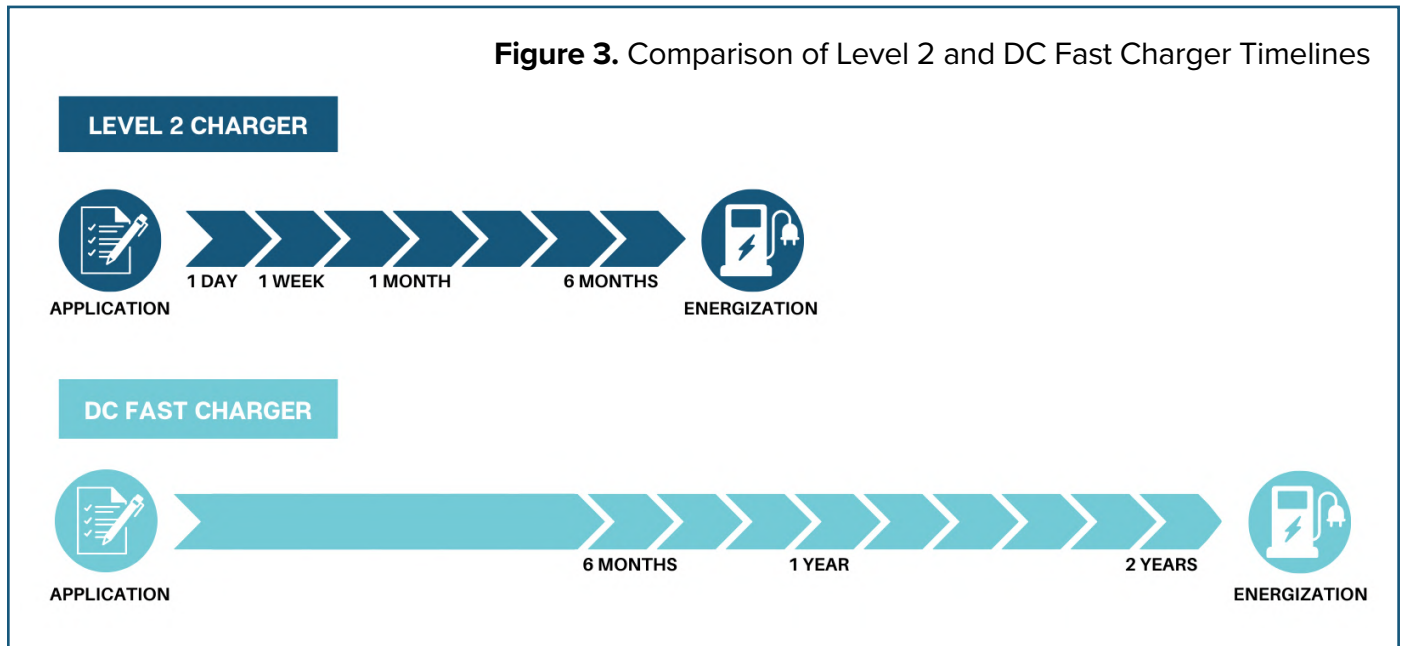 Figure 3. Comparison of Level 2 and DC Fast Charger Timelines
LEVEL 2 CHARGER
1 DAY 1 WEEK 1 MONTH 6 MONTHS
APPLICATION ENERGIZATION
DC FAST CHARGER
6 MONTHS 1 YEAR 2 YEARS
APPLICATION ENERGIZATION